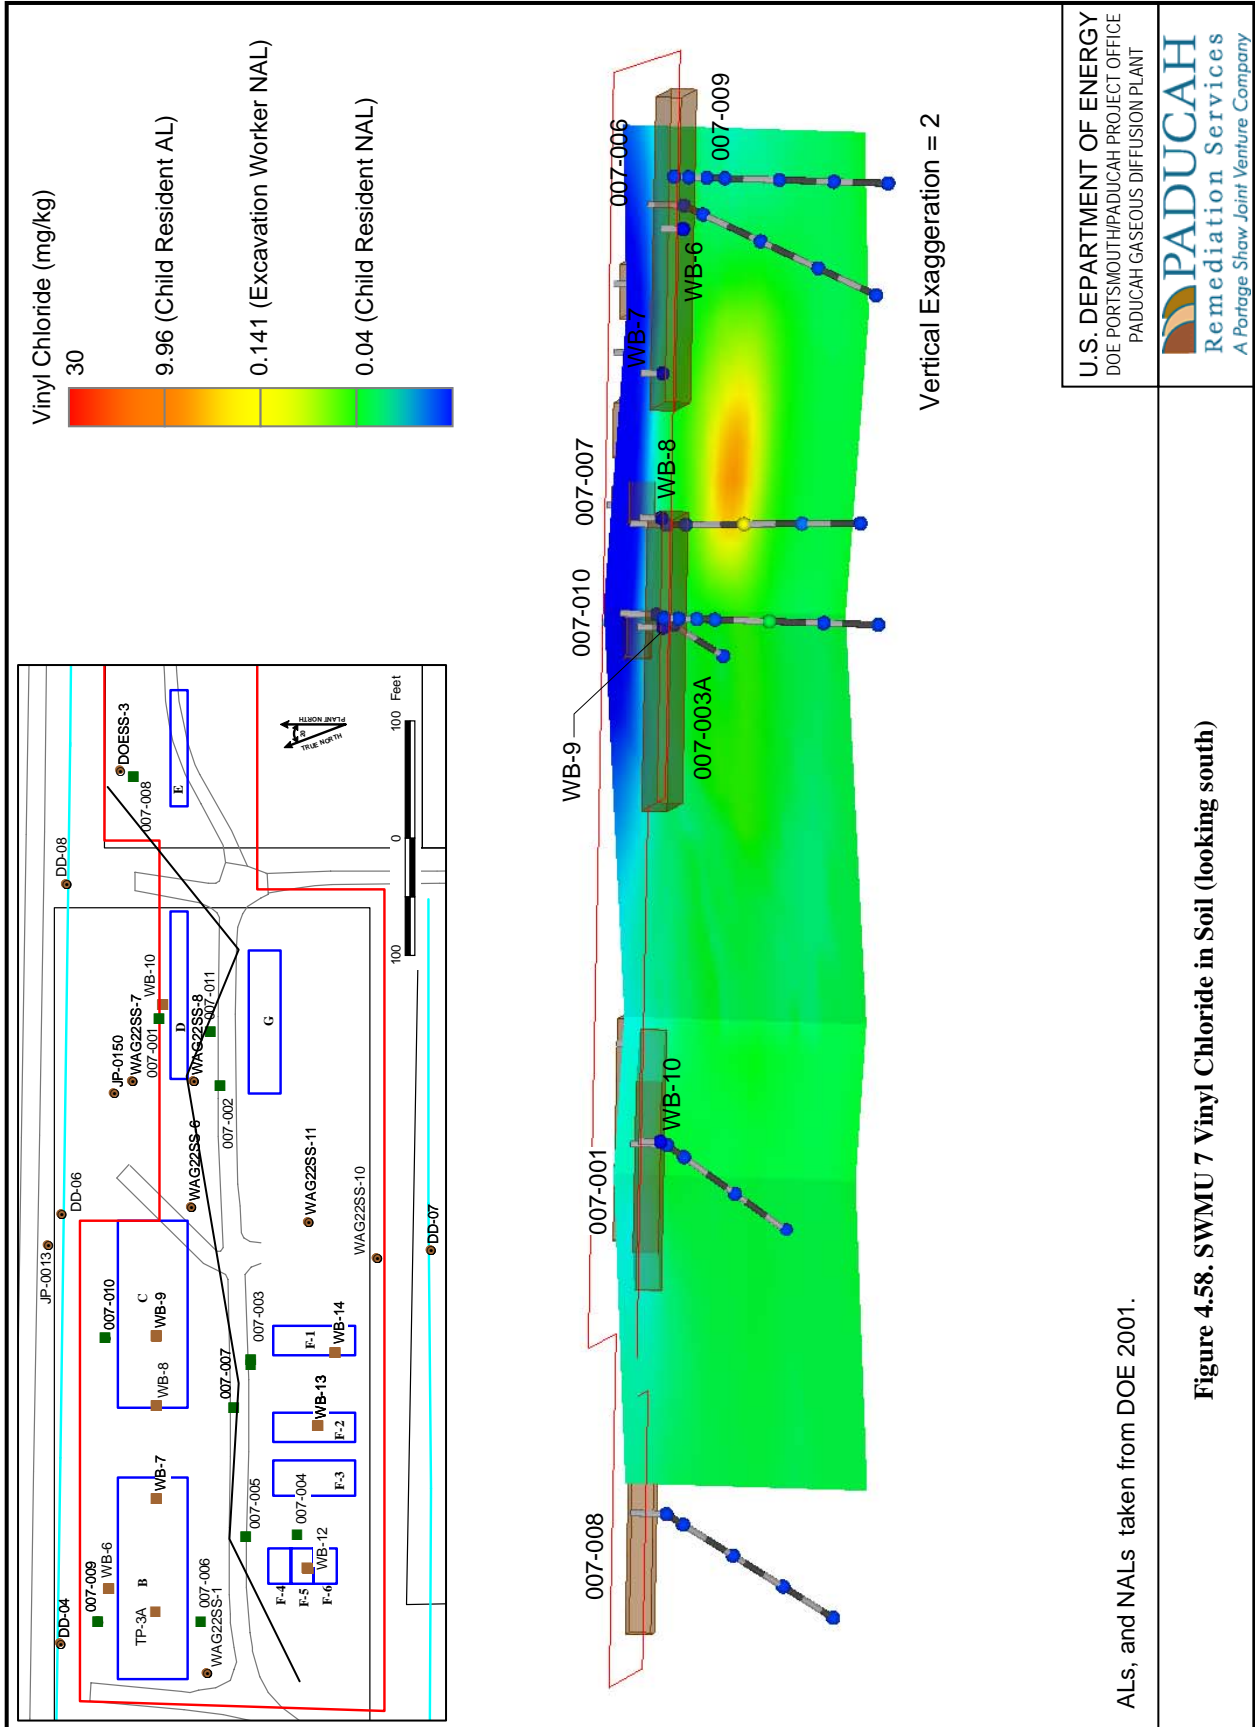 Vinyl Chloride (mg/kg)
30
9.96 (Child Resident AL)
0.141 (Excavation Worker NAL)
0.04 (Child Resident NAL)
DD-04
JP-0013
DD-06
DD-08
007-009
WB-6
B
TP-3A
007-006
WAG22SS-1
WB-7
WB-8
C
WB-9
007-010
007-007
007-003
007-005
007-004
F-4
F-5
F-6
WB-12
F-3
F-2
WB-13
F-1
WB-14
WAG22SS-6
WAG22SS-11
WAG22SS-10
DD-07
JP-0150
WAG22SS-7
007-001
WB-10
D
WAG22SS-8
007-011
007-002
G
DOESS-3
007-008
E
TRUE NORTH
PLANT NORTH
20
100
0
100 Feet
007-008
007-001
WB-10
WB-9
007-010
007-003A
007-007
WB-8
WB-7
WB-6
007-006
007-009
Vertical Exaggeration = 2
ALs, and NALs taken from DOE 2001.
U.S. DEPARTMENT OF ENERGY
DOE PORTSMOUTH/PADUCAH PROJECT OFFICE
PADUCAH GASEOUS DIFFUSION PLANT
PADUCAH
Remediation Services
A Portage Shaw Joint Venture Company
Figure 4.58. SWMU 7 Vinyl Chloride in Soil (looking south)